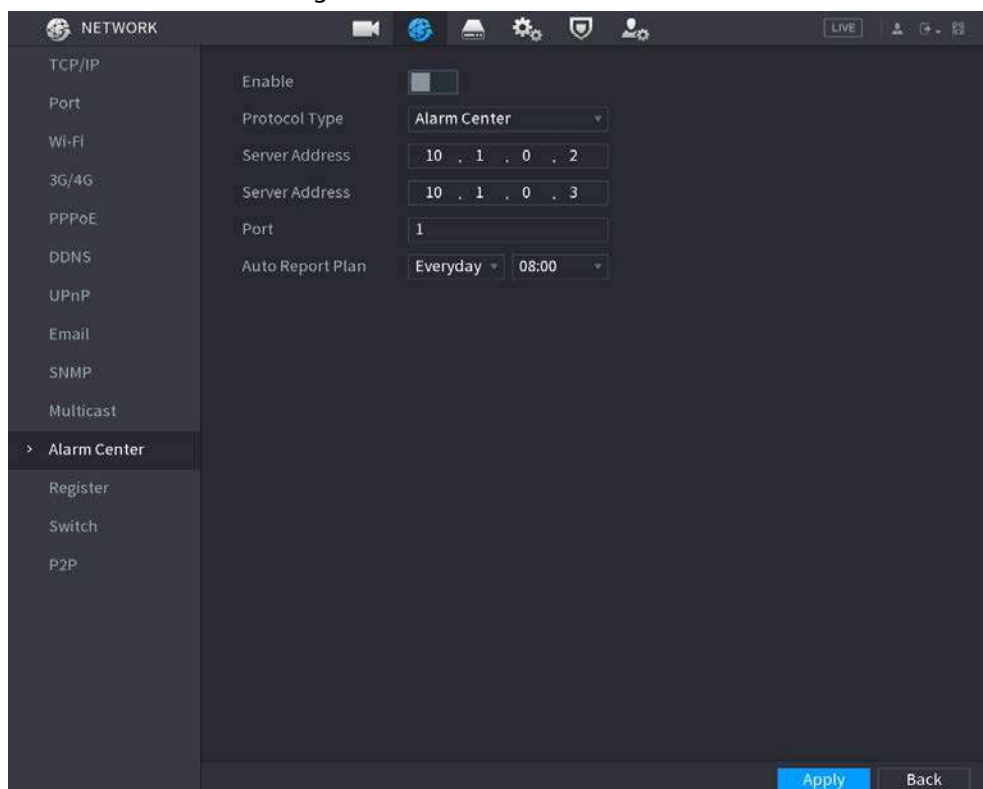 NETWORK
LIVE
TCP/IP
Port
Wi-Fi
3G/4G
PPPoE
DDNS
UPnP
Email
SNMP
Multicast
> Alarm Center
Register
Switch
P2P
Enable
Protocol Type Alarm Center
Server Address 10 . 1 . 0 . 2
Server Address 10 . 1 . 0 . 3
Port 1
Auto Report Plan Everyday 08:00
Apply Back